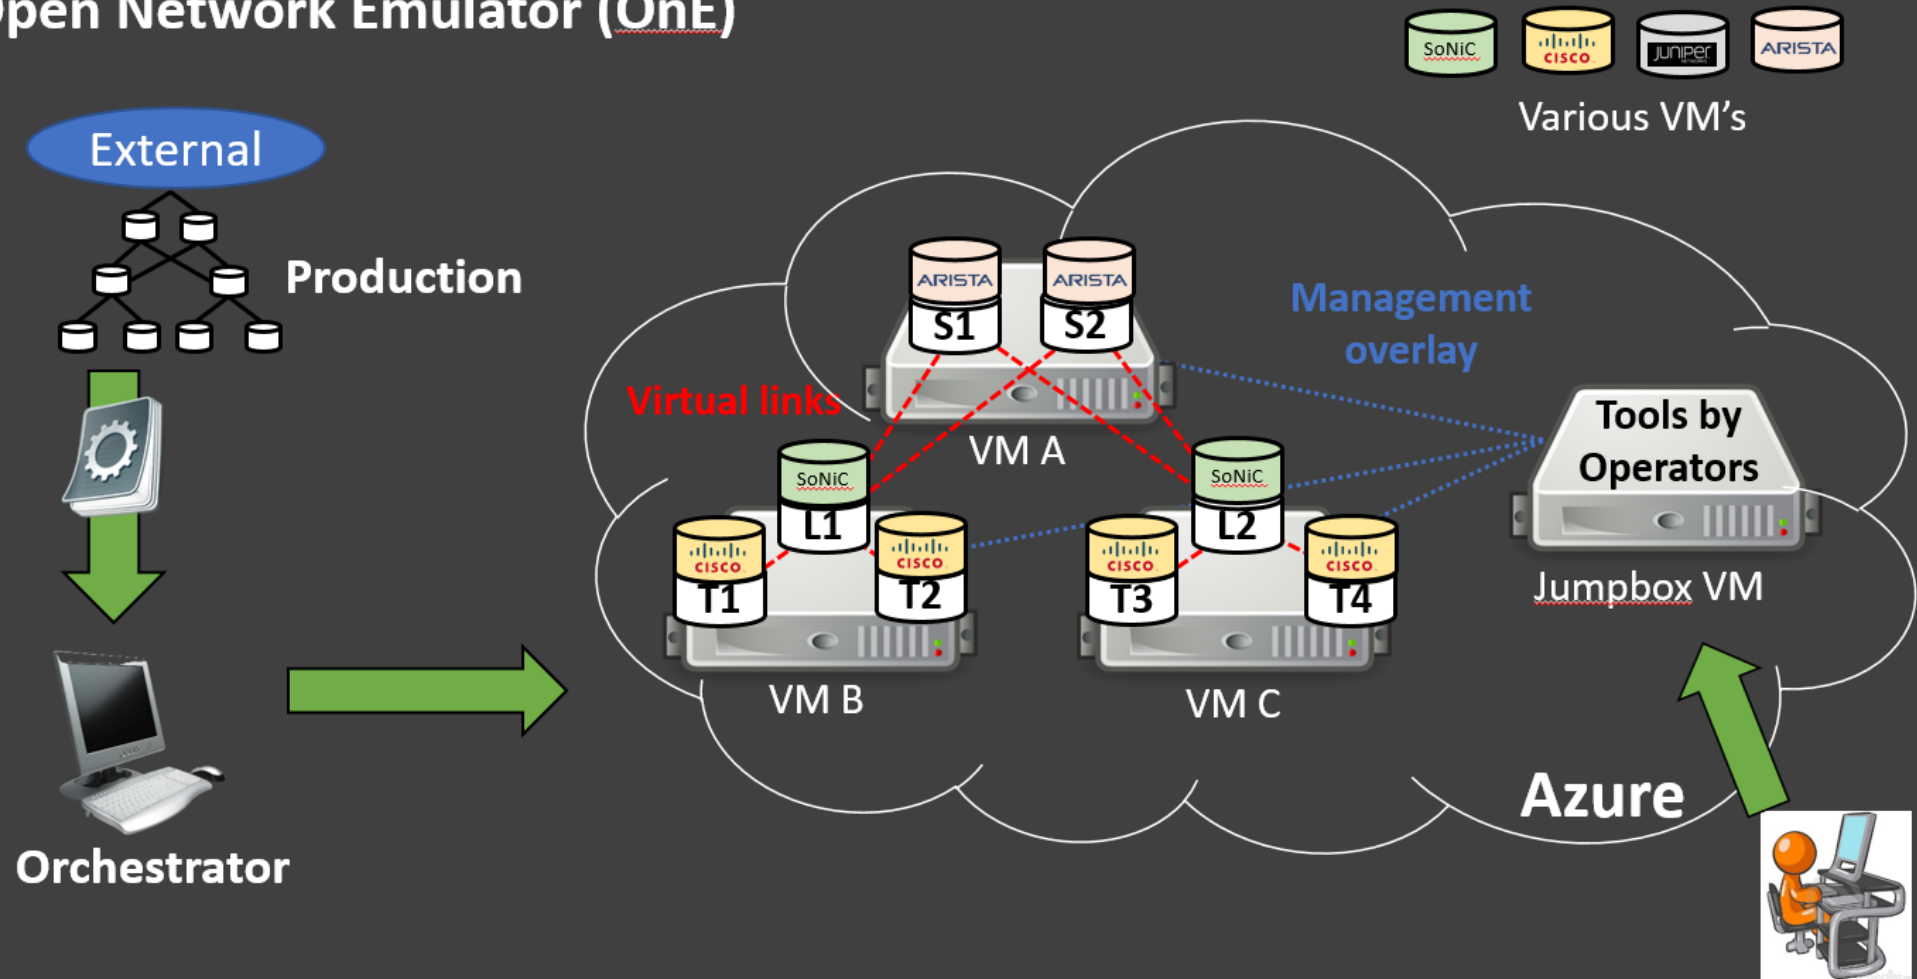 pen Network Emulator (OnE)
SoNiC
CISCO
JUNIPER
NETWORKS
ARISTA
Various VM's
External
Production
Management
overlay
Virtual links
ARISTA
ARISTA
S1
S2
VM A
SoNiC
L1
SoNiC
L2
CISCO
T1
CISCO
T2
CISCO
T3
CISCO
T4
VM B
VM C
Tools by
Operators
Jumpbox VM
Azure
Orchestrator